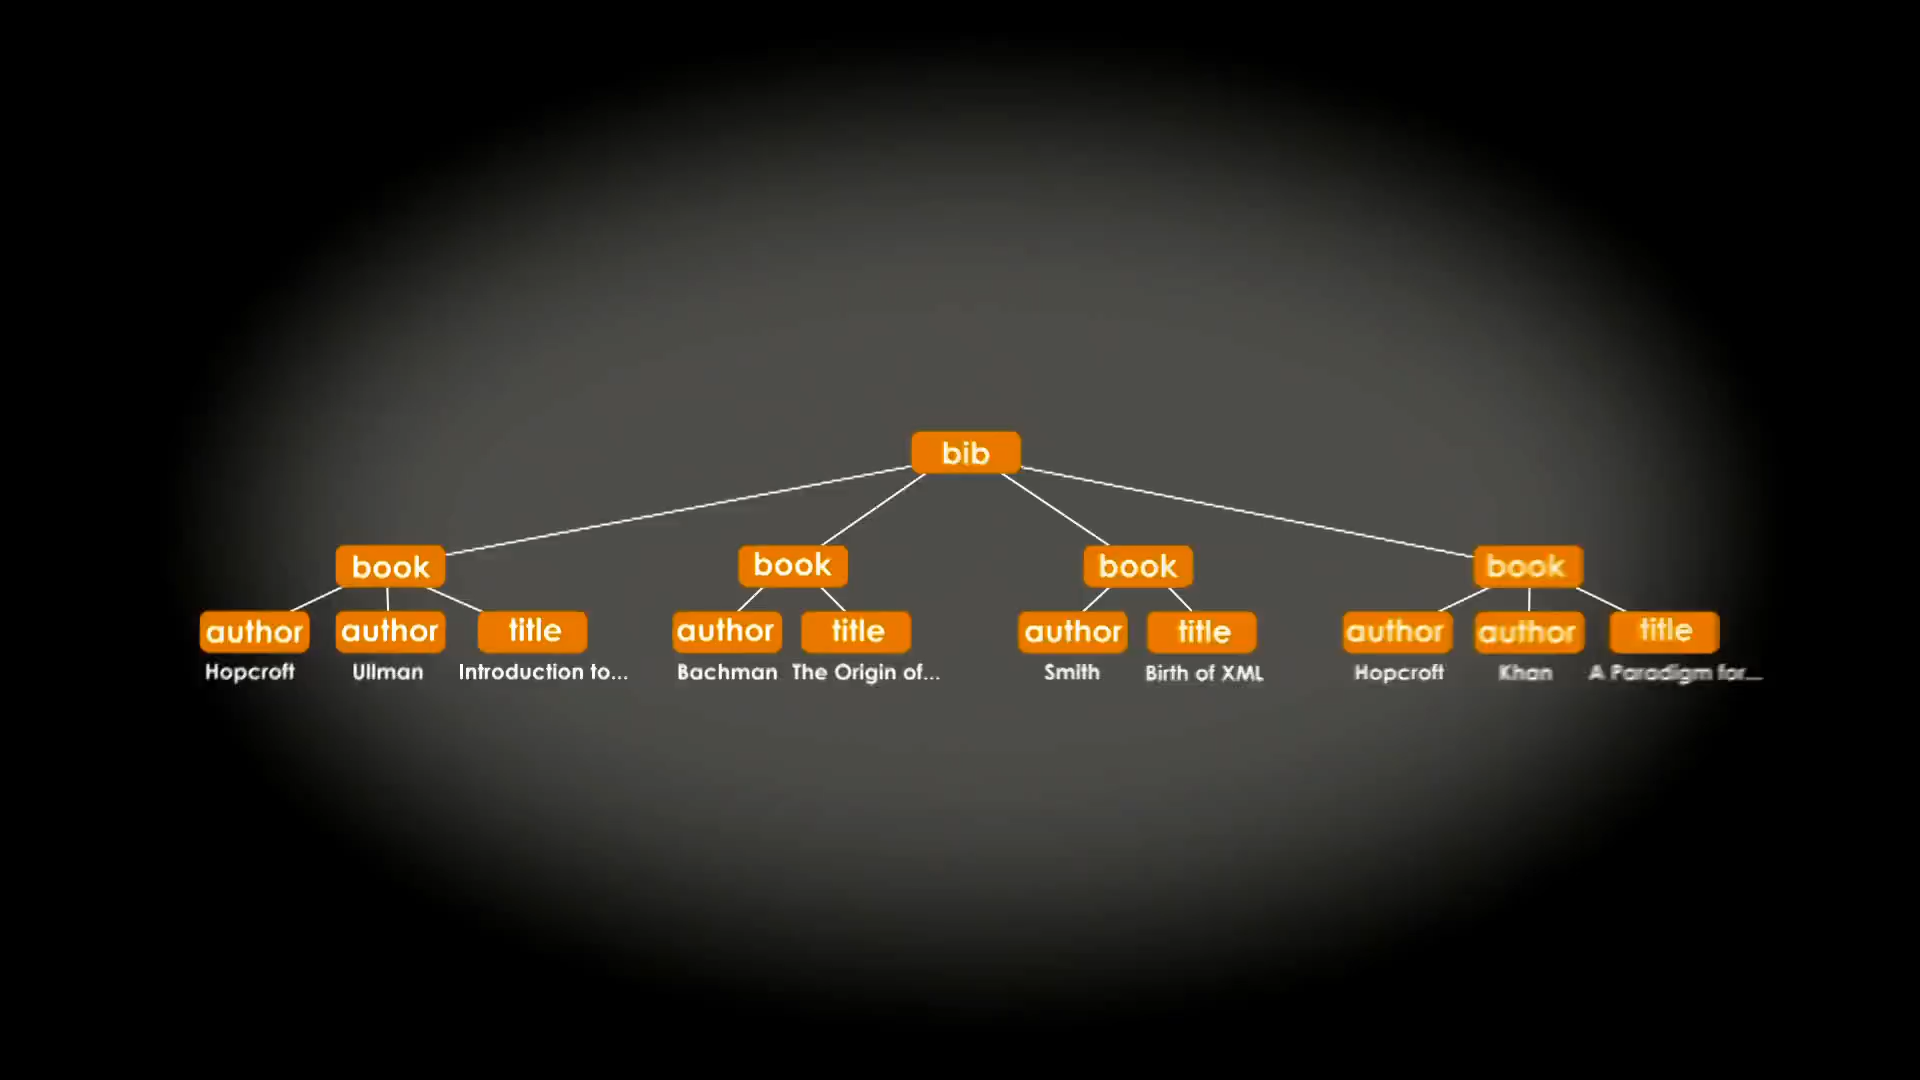 bib
book
book
book
book
author
author
title
author
title
author
title
author
author
title
Hopcroft
Ullman
Introduction to...
Bachman
The Origin of...
Smith
Birth of XML
Hopcroft
Khan
A Paradigm for...